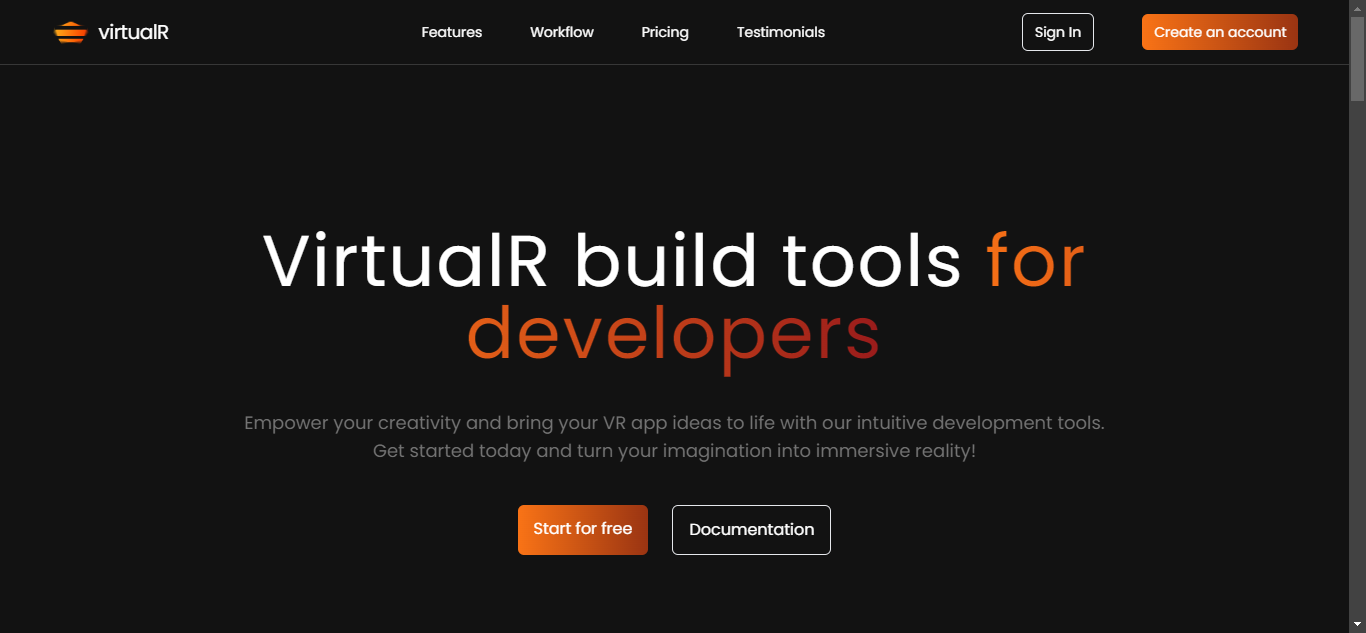 virtualR Features Workflow Pricing Testimonials Sign In Create an account
VirtualR build tools for
developers
Empower your creativity and bring your VR app ideas to life with our intuitive development tools.
Get started today and turn your imagination into immersive reality!
Start for free Documentation